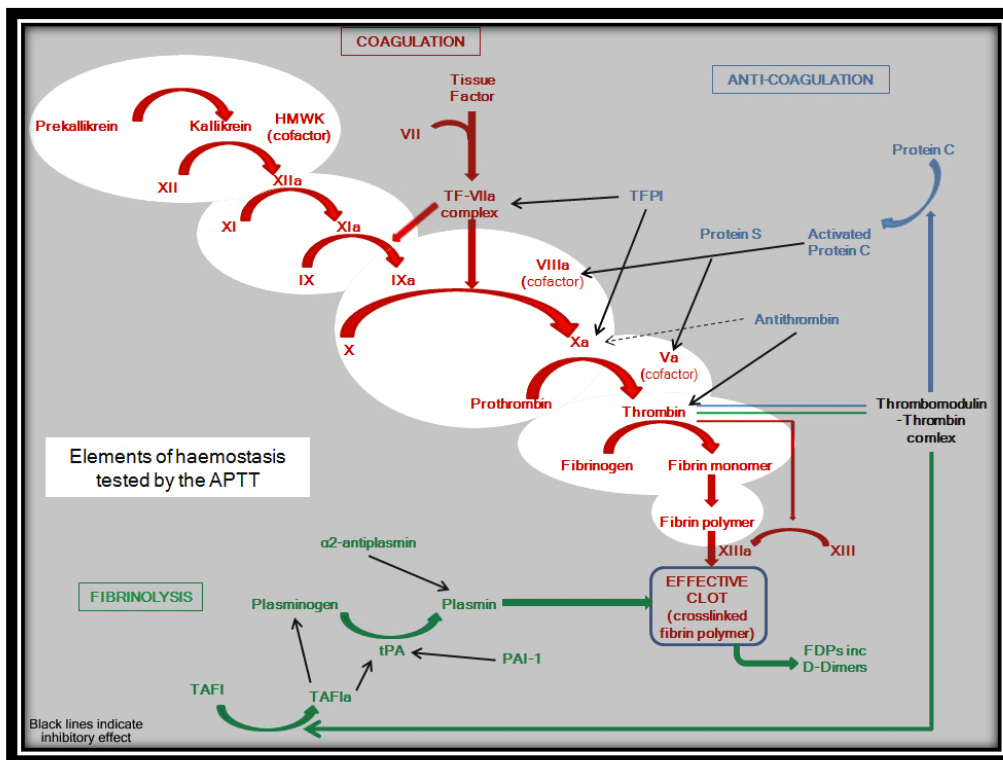 COAGULATION
ANTI-COAGULATION
Tissue
Factor
VII
Prekallikrein
Kallikrein
HMWK
(cofactor)
Protein C
XII
XIIa
TF-VIIa
complex
TFPI
XI
XIa
Protein S
Activated
Protein C
IX
IXa
VIIIa
(cofactor)
Antithrombin
X
Xa
Va
(cofactor)
Prothrombin
Thrombin
Thrombomodulin
-Thrombin
comlex
Elements of haemostasis
tested by the APTT
Fibrinogen
Fibrin monomer
Fibrin polymer
XIIIa
XIII
α2-antiplasmin
FIBRINOLYSIS
Plasminogen
Plasmin
EFFECTIVE
CLOT
(crosslinked
fibrin polymer)
tPA
PAI-1
FDPs inc
D-Dimers
TAFI
TAFIa
Black lines indicate
inhibitory effect